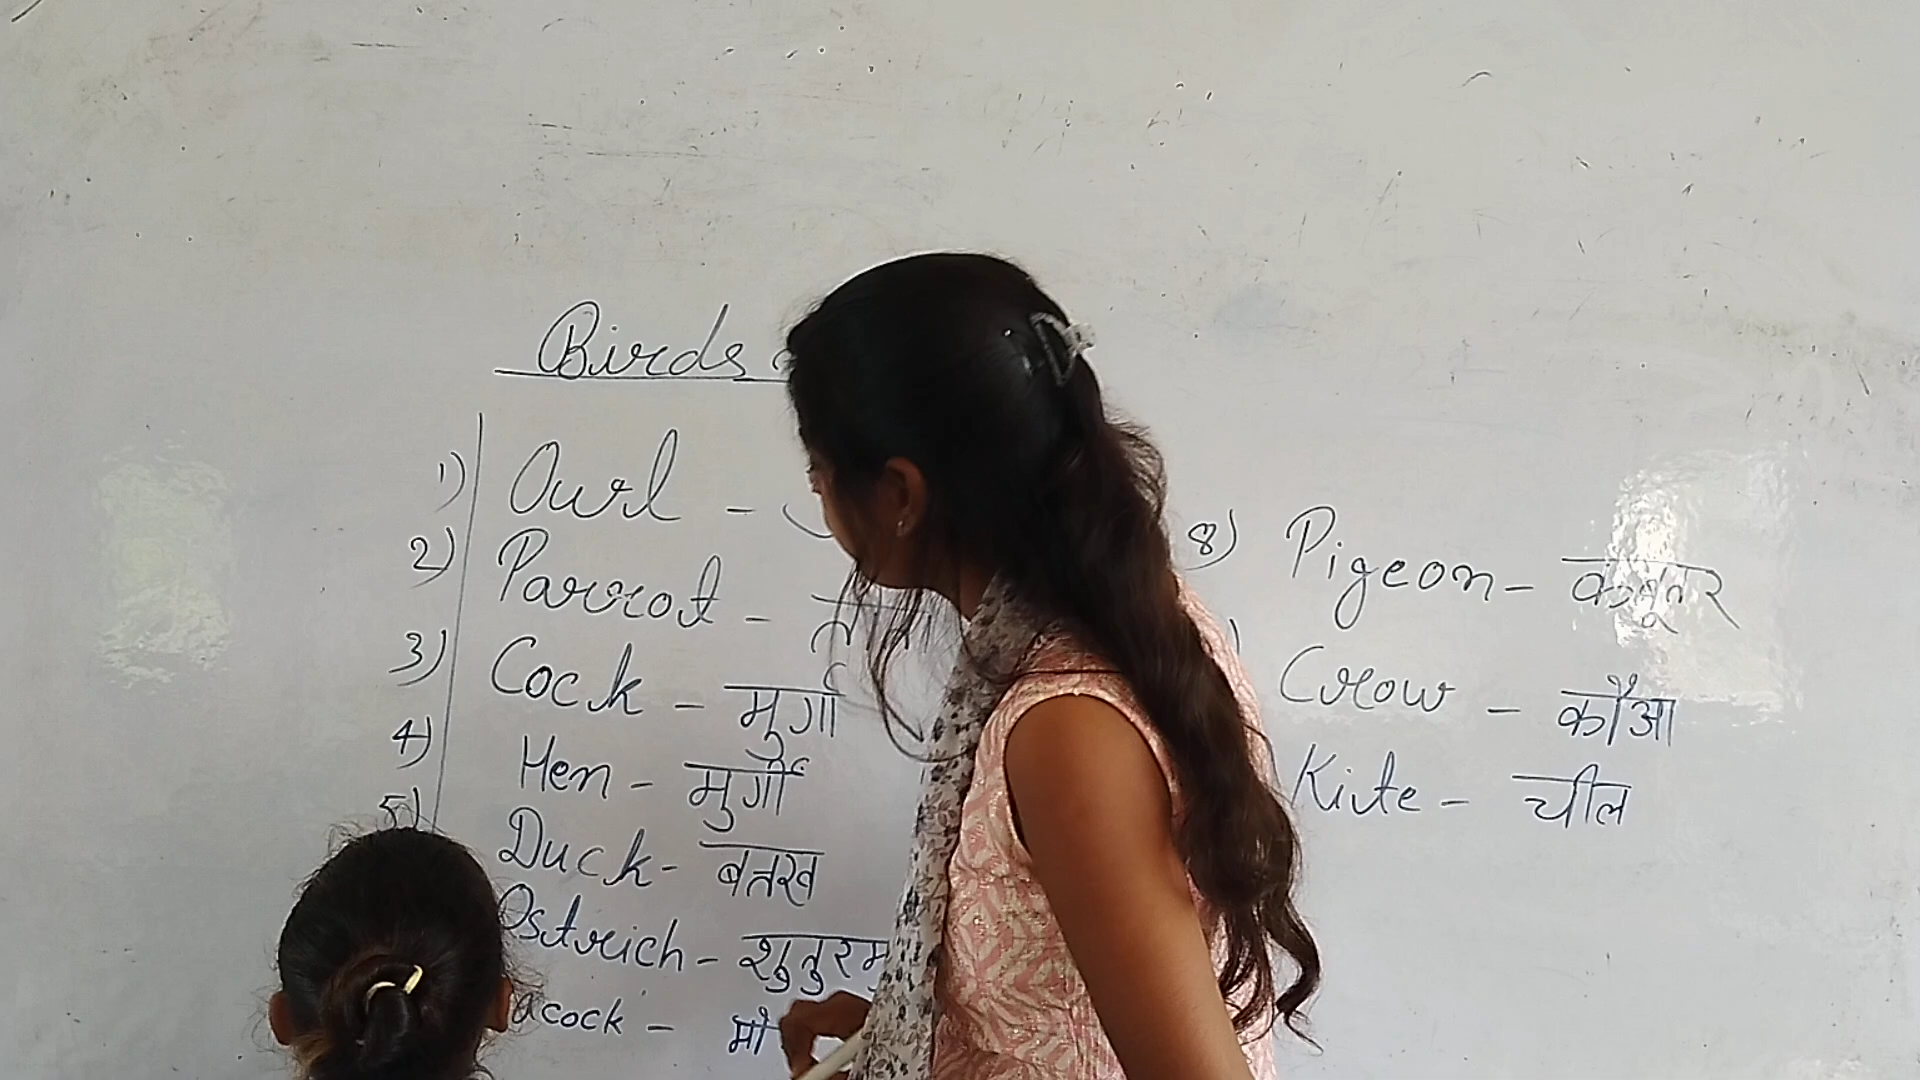 Birds
1) Owl -
2) Parrot -
3) Cock - मुर्गा
4) Hen - मुर्गी
5) Duck - बतख
Ostrich - शुतुरमु
acock - मो
8) Pigeon - कबूतर
Crow - कौआ
Kite - चील